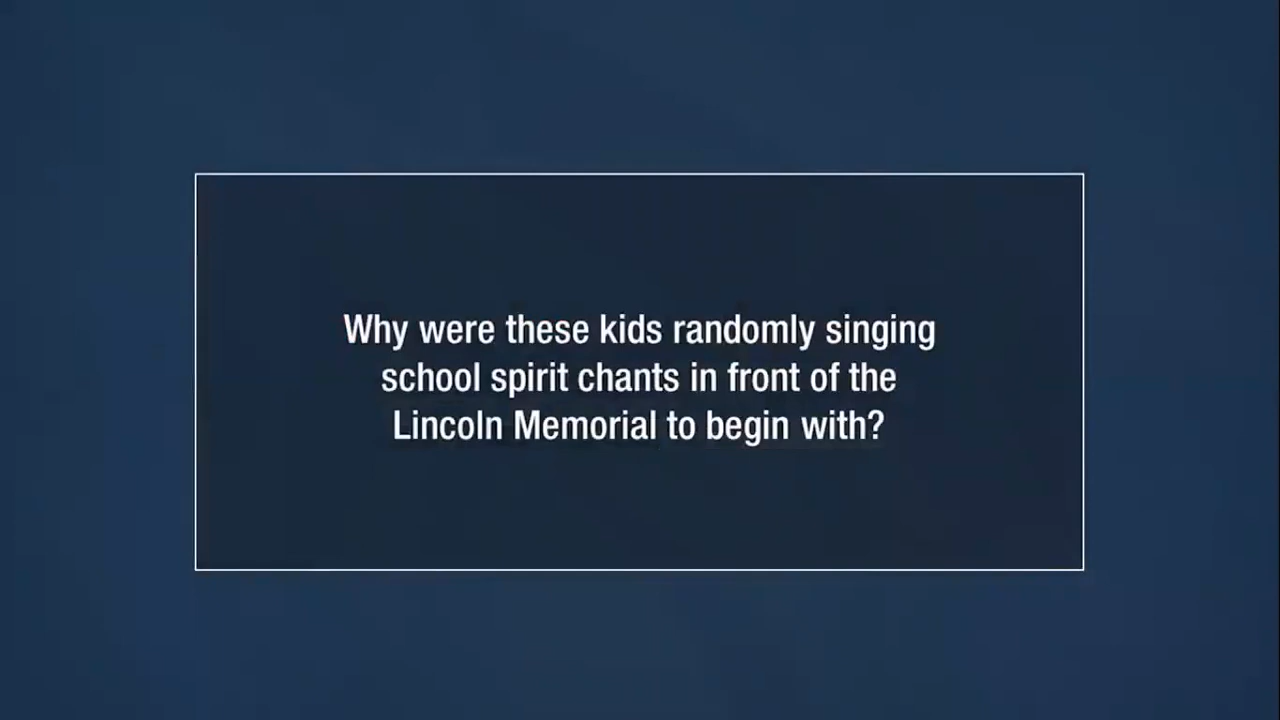 Why were these kids randomly singing
school spirit chants in front of the
Lincoln Memorial to begin with?